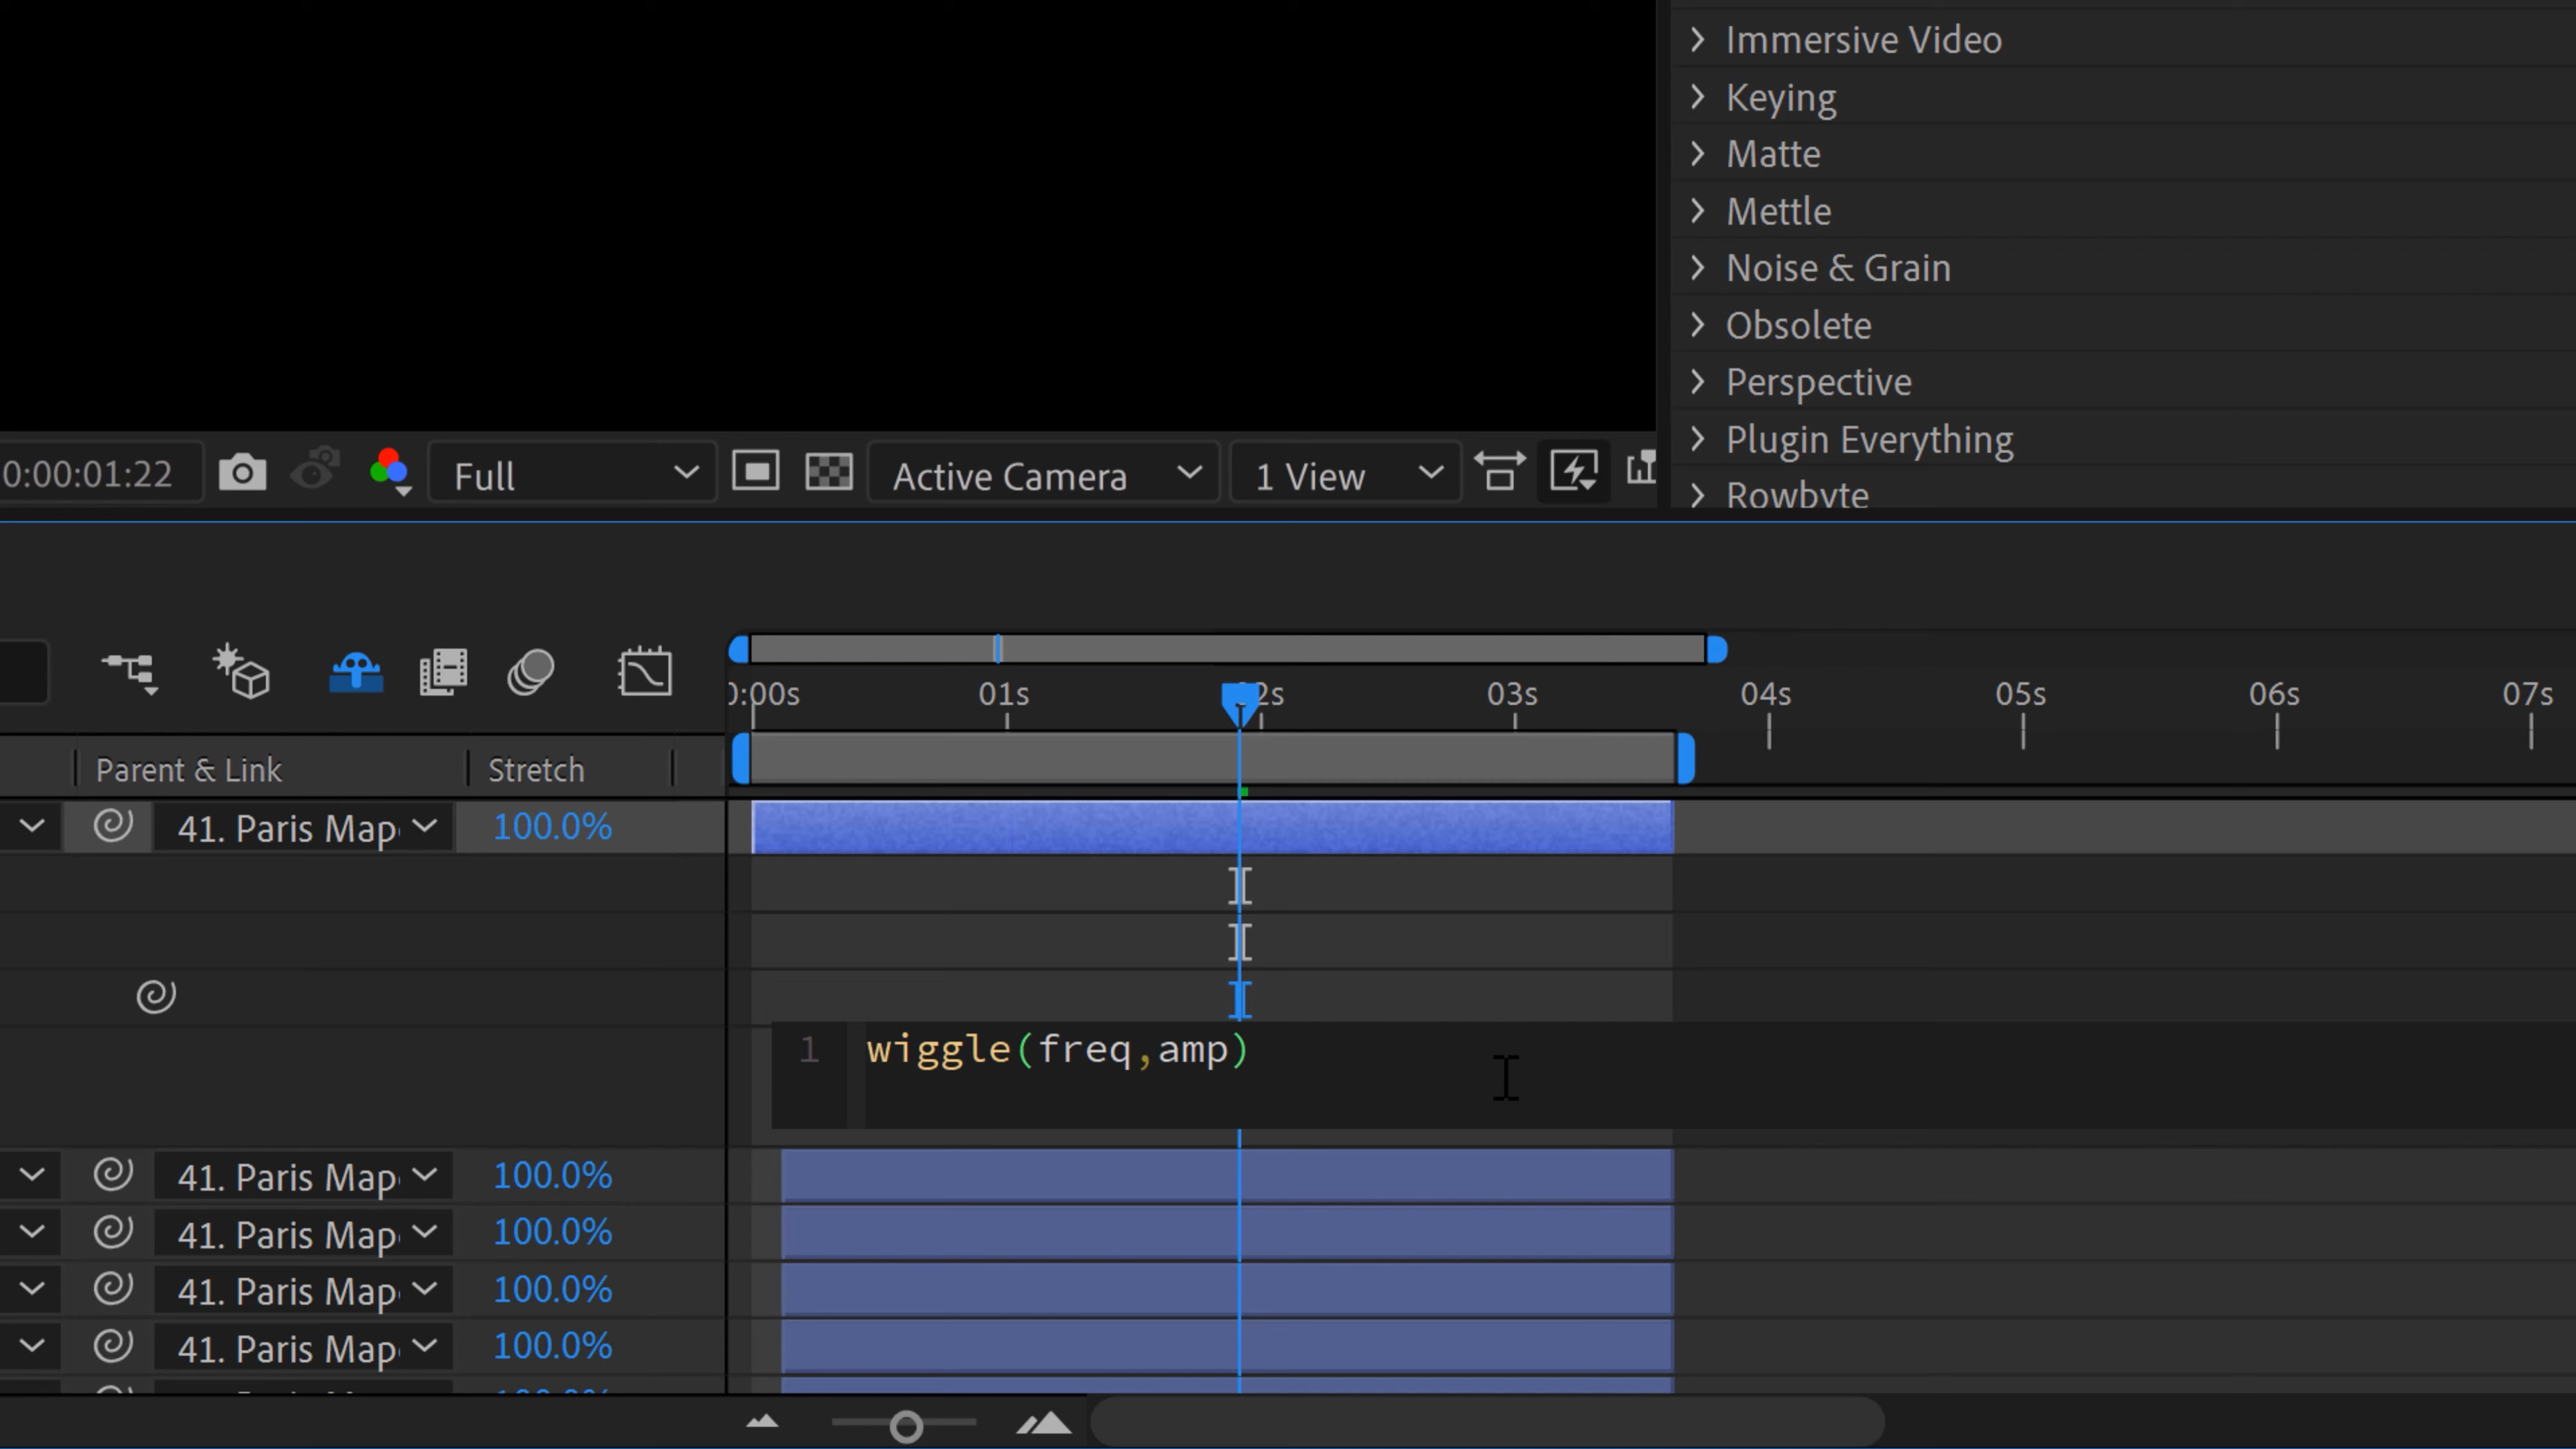 Immersive Video
Keying
Matte
Mettle
Noise & Grain
Obsolete
Perspective
Plugin Everything
Rowbyte
0:00:01:22
Full
Active Camera
1 View
0:00s 01s 02s 03s 04s 05s 06s 07s
Parent & Link Stretch
41. Paris Map 100.0%
1 wiggle(freq,amp)
41. Paris Map 100.0%
41. Paris Map 100.0%
41. Paris Map 100.0%
41. Paris Map 100.0%